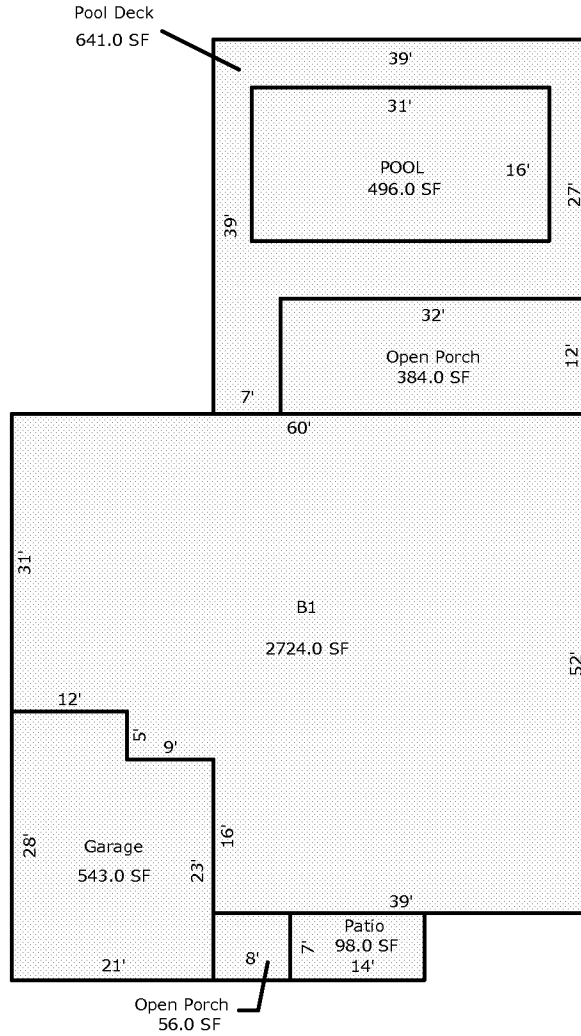 Pool Deck
641.0 SF
39'
31'
POOL
496.0 SF
16'
27'
39'
32'
Open Porch
384.0 SF
12'
7'
60'
31'
B1
2724.0 SF
52'
12'
5'
9'
28'
Garage
543.0 SF
23'
16'
39'
21'
8'
7'
Patio
98.0 SF
14'
Open Porch
56.0 SF